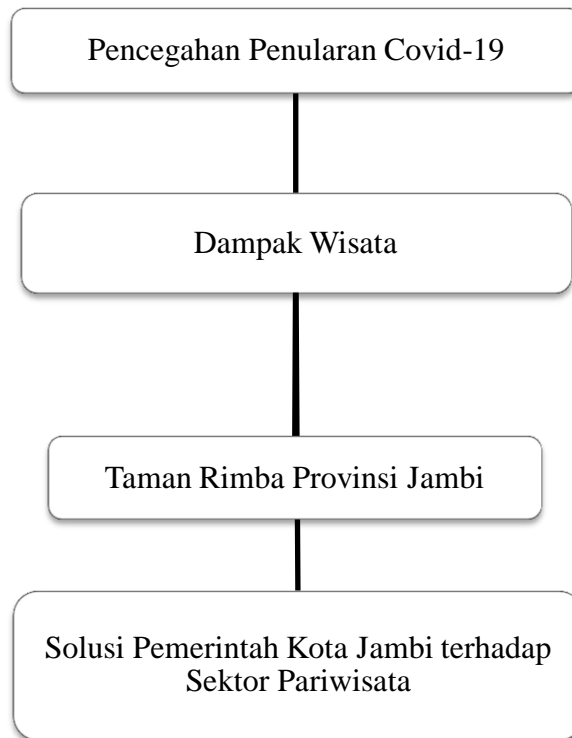 Pencegahan Penularan Covid-19
Dampak Wisata
Taman Rimba Provinsi Jambi
Solusi Pemerintah Kota Jambi terhadap
Sektor Pariwisata